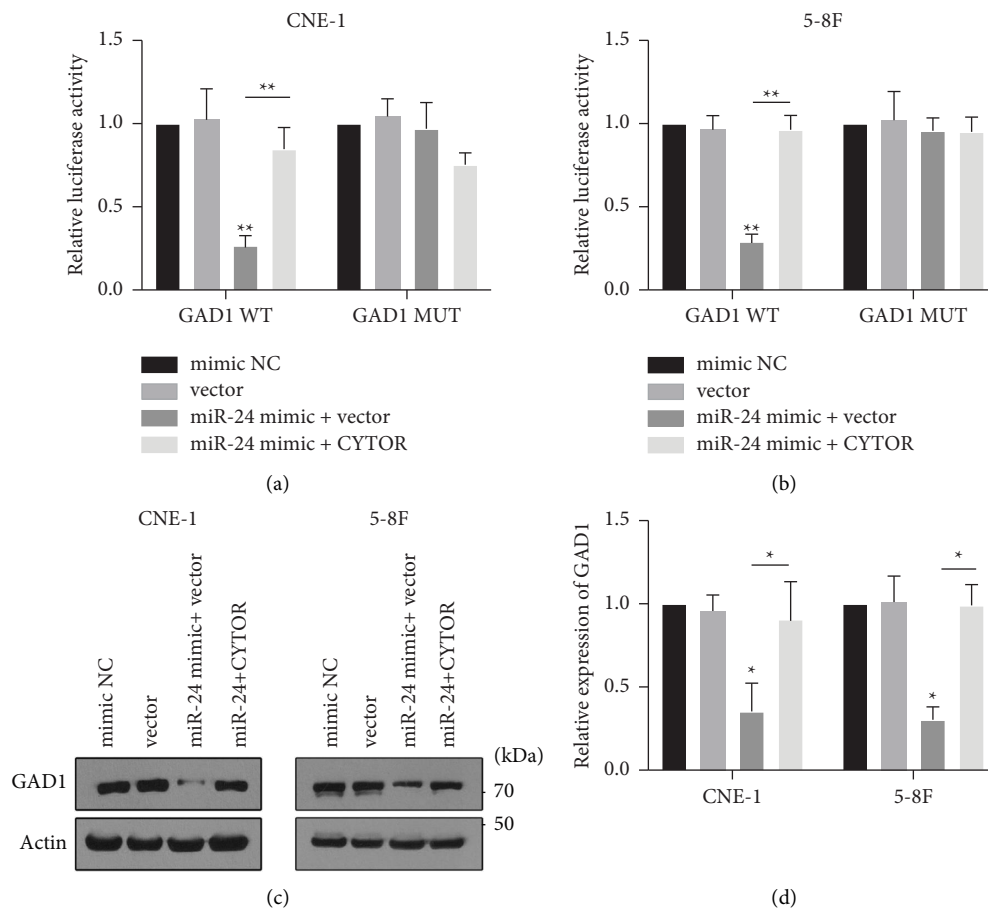 CNE-1
Relative luciferase activity
1.5
1.0
0.5
0.0
**
**
GAD1 WT
GAD1 MUT
mimic NC
vector
miR-24 mimic + vector
miR-24 mimic + CYTOR
(a)
5-8F
Relative luciferase activity
1.5
1.0
0.5
0.0
**
**
GAD1 WT
GAD1 MUT
mimic NC
vector
miR-24 mimic + vector
miR-24 mimic + CYTOR
(b)
CNE-1
5-8F
mimic NC
vector
miR-24 mimic+ vector
miR-24+CYTOR
mimic NC
vector
miR-24 mimic+ vector
miR-24+CYTOR
(kDa)
GAD1
70
50
Actin
(c)
Relative expression of GAD1
1.5
1.0
0.5
0.0
*
*
*
*
CNE-1
5-8F
(d)